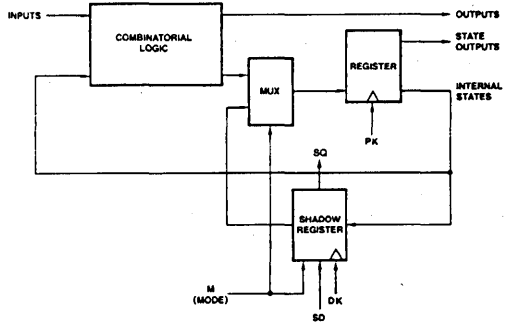 INPUTS
COMBINATORIAL
LOGIC
OUTPUTS
STATE
OUTPUTS
REGISTER
MUX
INTERNAL
STATES
PK
SQ
SHADOW
REGISTER
M
(MODE)
DK
SD